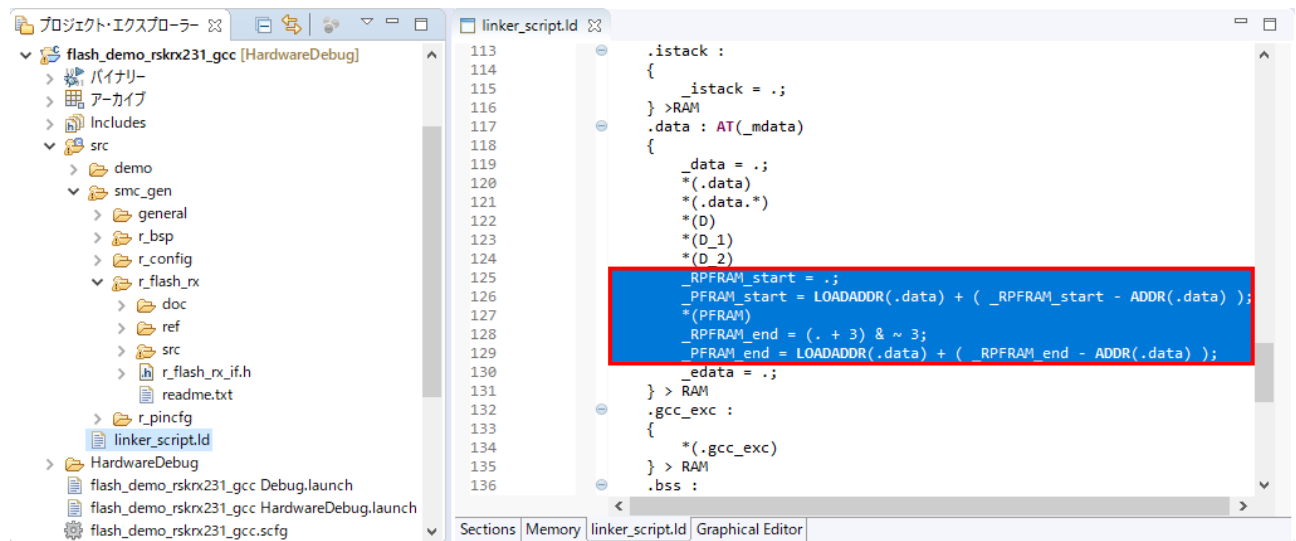 プロジェクト・エクスプローラー
flash_demo_rskrx231_gcc [HardwareDebug]
バイナリー
アーカイブ
Includes
src
demo
smc_gen
general
r_bsp
r_config
r_flash_rx
doc
ref
src
r_flash_rx_if.h
readme.txt
r_pincfg
linker_script.ld
HardwareDebug
flash_demo_rskrx231_gcc Debug.launch
flash_demo_rskrx231_gcc HardwareDebug.launch
flash_demo_rskrx231_gcc.scfg
linker_script.ld
113 .istack :
114 {
115 _istack = .;
116 } >RAM
117 .data : AT(_mdata)
118 {
119 _data = .;
120 *(.data)
121 *(.data.*)
122 *(D)
123 *(D_1)
124 *(D_2)
125 _RPFRAM_start = .;
126 _PFRAM_start = LOADADDR(.data) + ( _RPFRAM_start - ADDR(.data) );
127 *(PFRAM)
128 _RPFRAM_end = (. + 3) & ~ 3;
129 _PFRAM_end = LOADADDR(.data) + ( _RPFRAM_end - ADDR(.data) );
130 _edata = .;
131 } > RAM
132 .gcc_exc :
133 {
134 *(.gcc_exc)
135 } > RAM
136 .bss :
Sections Memory linker_script.ld Graphical Editor